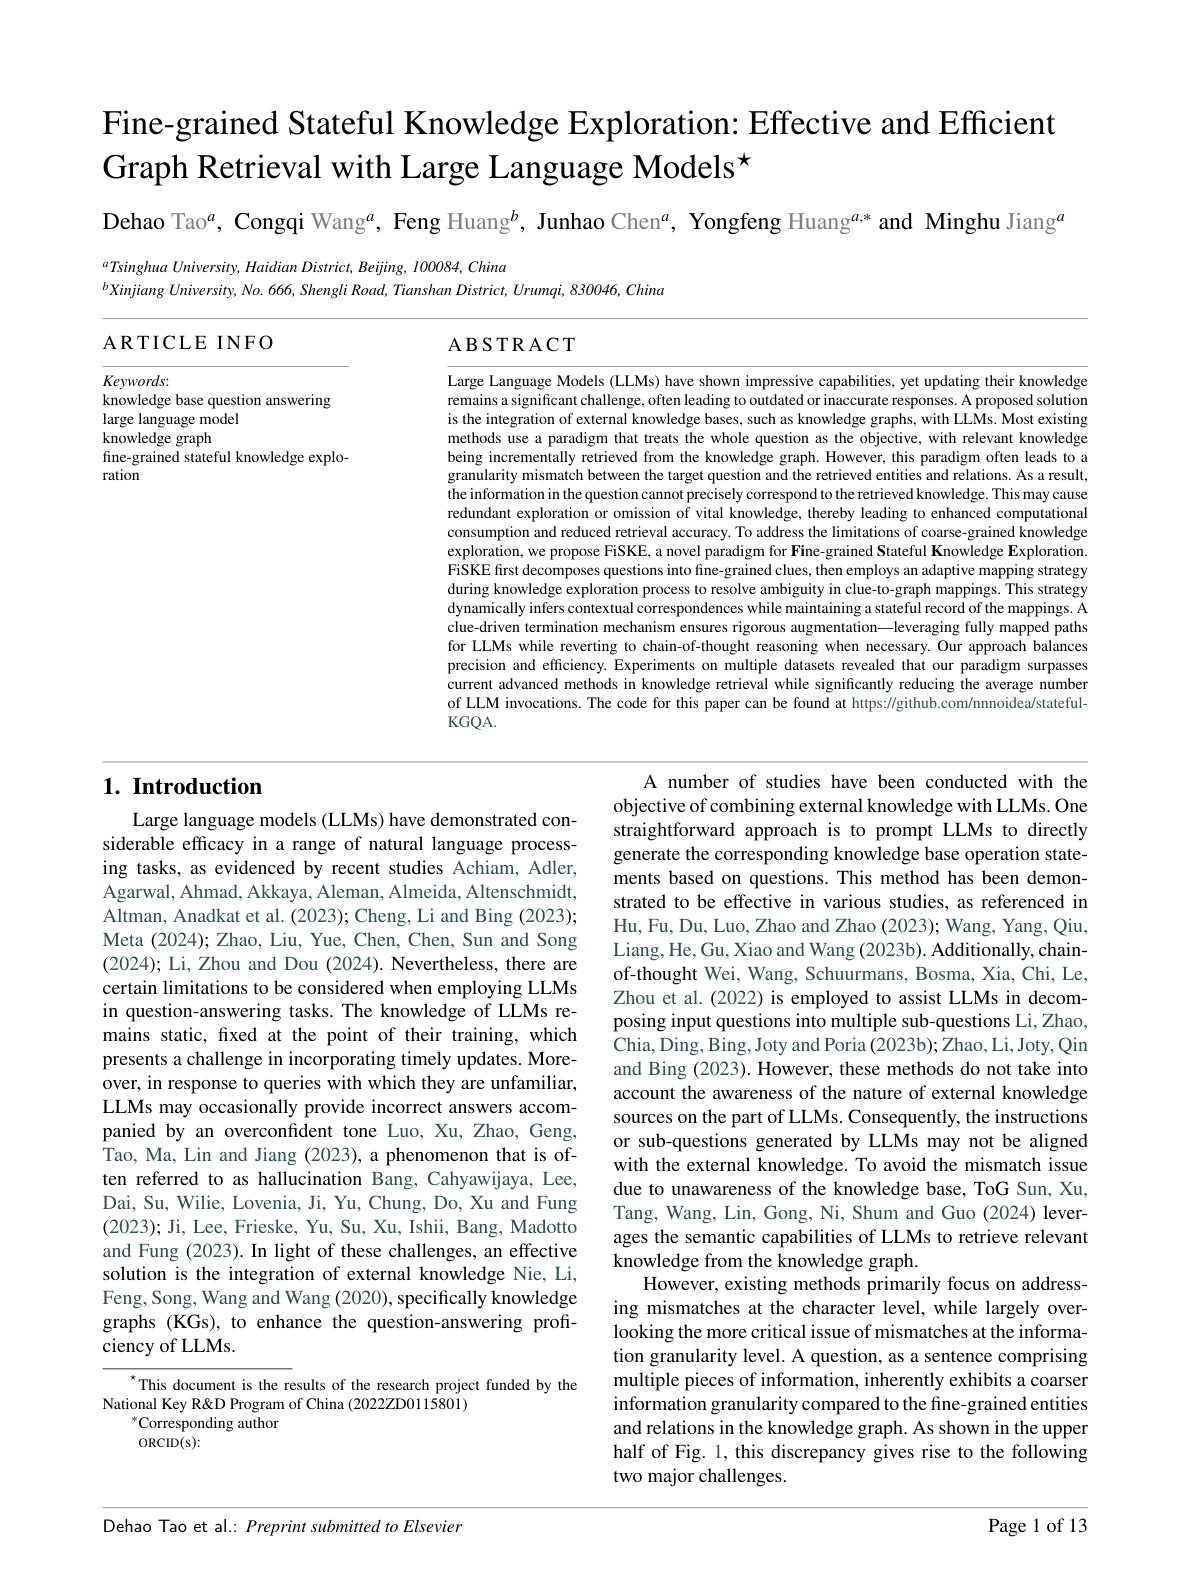 Fine-grained Stateful Knowledge Exploration: Effective and Efficient
Graph Retrieval with Large Language Models⋆
Dehao Taoᵃ, Congqi Wangᵃ, Feng Huangᵇ, Junhao Chenᵃ, Yongfeng Huangᵃ,∗ and Minghu Jiangᵃ
ᵃTsinghua University, Haidian District, Beijing, 100084, China
ᵇXinjiang University, No. 666, Shengli Road, Tianshan District, Urumqi, 830046, China
ARTICLE INFO
Keywords:
knowledge base question answering
large language model
knowledge graph
fine-grained stateful knowledge explo-
ration
ABSTRACT
Large Language Models (LLMs) have shown impressive capabilities, yet updating their knowledge
remains a significant challenge, often leading to outdated or inaccurate responses. A proposed solution
is the integration of external knowledge bases, such as knowledge graphs, with LLMs. Most existing
methods use a paradigm that treats the whole question as the objective, with relevant knowledge
being incrementally retrieved from the knowledge graph. However, this paradigm often leads to a
granularity mismatch between the target question and the retrieved entities and relations. As a result,
the information in the question cannot precisely correspond to the retrieved knowledge. This may cause
redundant exploration or omission of vital knowledge, thereby leading to enhanced computational
consumption and reduced retrieval accuracy. To address the limitations of coarse-grained knowledge
exploration, we propose FiSKE, a novel paradigm for Fine-grained Stateful Knowledge Exploration.
FiSKE first decomposes questions into fine-grained clues, then employs an adaptive mapping strategy
during knowledge exploration process to resolve ambiguity in clue-to-graph mappings. This strategy
dynamically infers contextual correspondences while maintaining a stateful record of the mappings. A
clue-driven termination mechanism ensures rigorous augmentation—leveraging fully mapped paths
for LLMs while reverting to chain-of-thought reasoning when necessary. Our approach balances
precision and efficiency. Experiments on multiple datasets revealed that our paradigm surpasses
current advanced methods in knowledge retrieval while significantly reducing the average number
of LLM invocations. The code for this paper can be found at https://github.com/nnnoidea/stateful-
KGQA.
1. Introduction
Large language models (LLMs) have demonstrated con-
siderable efficacy in a range of natural language process-
ing tasks, as evidenced by recent studies Achiam, Adler,
Agarwal, Ahmad, Akkaya, Aleman, Almeida, Altenschmidt,
Altman, Anadkat et al. (2023); Cheng, Li and Bing (2023);
Meta (2024); Zhao, Liu, Yue, Chen, Chen, Sun and Song
(2024); Li, Zhou and Dou (2024). Nevertheless, there are
certain limitations to be considered when employing LLMs
in question-answering tasks. The knowledge of LLMs re-
mains static, fixed at the point of their training, which
presents a challenge in incorporating timely updates. More-
over, in response to queries with which they are unfamiliar,
LLMs may occasionally provide incorrect answers accom-
panied by an overconfident tone Luo, Xu, Zhao, Geng,
Tao, Ma, Lin and Jiang (2023), a phenomenon that is of-
ten referred to as hallucination Bang, Cahyawijaya, Lee,
Dai, Su, Wilie, Lovenia, Ji, Yu, Chung, Do, Xu and Fung
(2023); Ji, Lee, Frieske, Yu, Su, Xu, Ishii, Bang, Madotto
and Fung (2023). In light of these challenges, an effective
solution is the integration of external knowledge Nie, Li,
Feng, Song, Wang and Wang (2020), specifically knowledge
graphs (KGs), to enhance the question-answering profi-
ciency of LLMs.
⋆This document is the results of the research project funded by the
National Key R&D Program of China (2022ZD0115801)
∗Corresponding author
ORCID(s):
A number of studies have been conducted with the
objective of combining external knowledge with LLMs. One
straightforward approach is to prompt LLMs to directly
generate the corresponding knowledge base operation state-
ments based on questions. This method has been demon-
strated to be effective in various studies, as referenced in
Hu, Fu, Du, Luo, Zhao and Zhao (2023); Wang, Yang, Qiu,
Liang, He, Gu, Xiao and Wang (2023b). Additionally, chain-
of-thought Wei, Wang, Schuurmans, Bosma, Xia, Chi, Le,
Zhou et al. (2022) is employed to assist LLMs in decom-
posing input questions into multiple sub-questions Li, Zhao,
Chia, Ding, Bing, Joty and Poria (2023b); Zhao, Li, Joty, Qin
and Bing (2023). However, these methods do not take into
account the awareness of the nature of external knowledge
sources on the part of LLMs. Consequently, the instructions
or sub-questions generated by LLMs may not be aligned
with the external knowledge. To avoid the mismatch issue
due to unawareness of the knowledge base, ToG Sun, Xu,
Tang, Wang, Lin, Gong, Ni, Shum and Guo (2024) lever-
ages the semantic capabilities of LLMs to retrieve relevant
knowledge from the knowledge graph.
However, existing methods primarily focus on address-
ing mismatches at the character level, while largely over-
looking the more critical issue of mismatches at the informa-
tion granularity level. A question, as a sentence comprising
multiple pieces of information, inherently exhibits a coarser
information granularity compared to the fine-grained entities
and relations in the knowledge graph. As shown in the upper
half of Fig. 1, this discrepancy gives rise to the following
two major challenges.
Dehao Tao et al.: Preprint submitted to Elsevier
Page 1 of 13